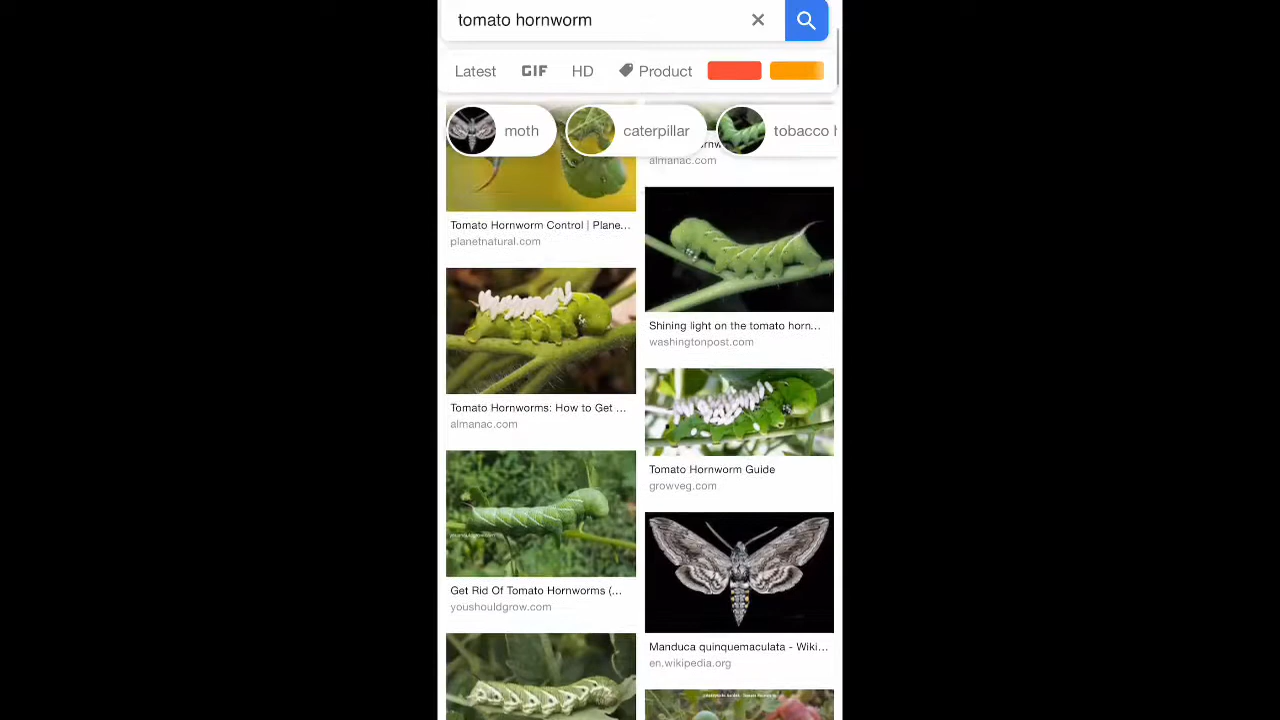 tomato hornworm
Latest
GIF
HD
Product
moth
caterpillar
tobacco
almanac.com
Tomato Hornworm Control | Plane...
planetnatural.com
Shining light on the tomato horn...
washingtonpost.com
Tomato Hornworms: How to Get ...
almanac.com
Tomato Hornworm Guide
growveg.com
Get Rid Of Tomato Hornworms (...
youshouldgrow.com
Manduca quinquemaculata - Wiki...
en.wikipedia.org